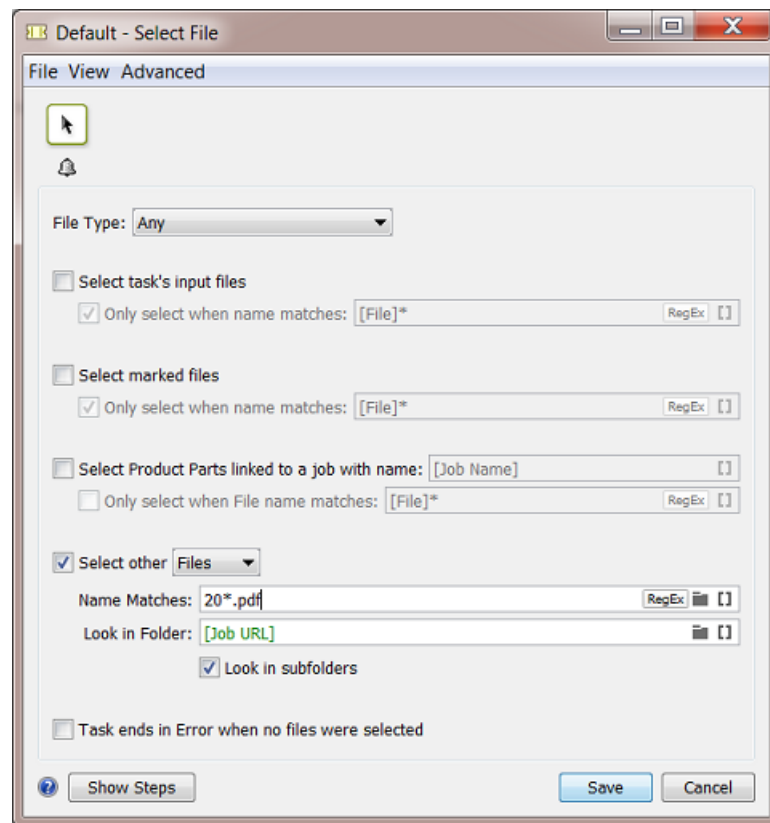 Default - Select File
File View Advanced
File Type: Any
Select task's input files
Only select when name matches: [File]* RegEx []
Select marked files
Only select when name matches: [File]* RegEx []
Select Product Parts linked to a job with name: [Job Name] []
Only select when File name matches: [File]* RegEx []
Select other Files
Name Matches: 20*.pdf RegEx []
Look in Folder: [Job URL] []
Look in subfolders
Task ends in Error when no files were selected
? Show Steps Save Cancel